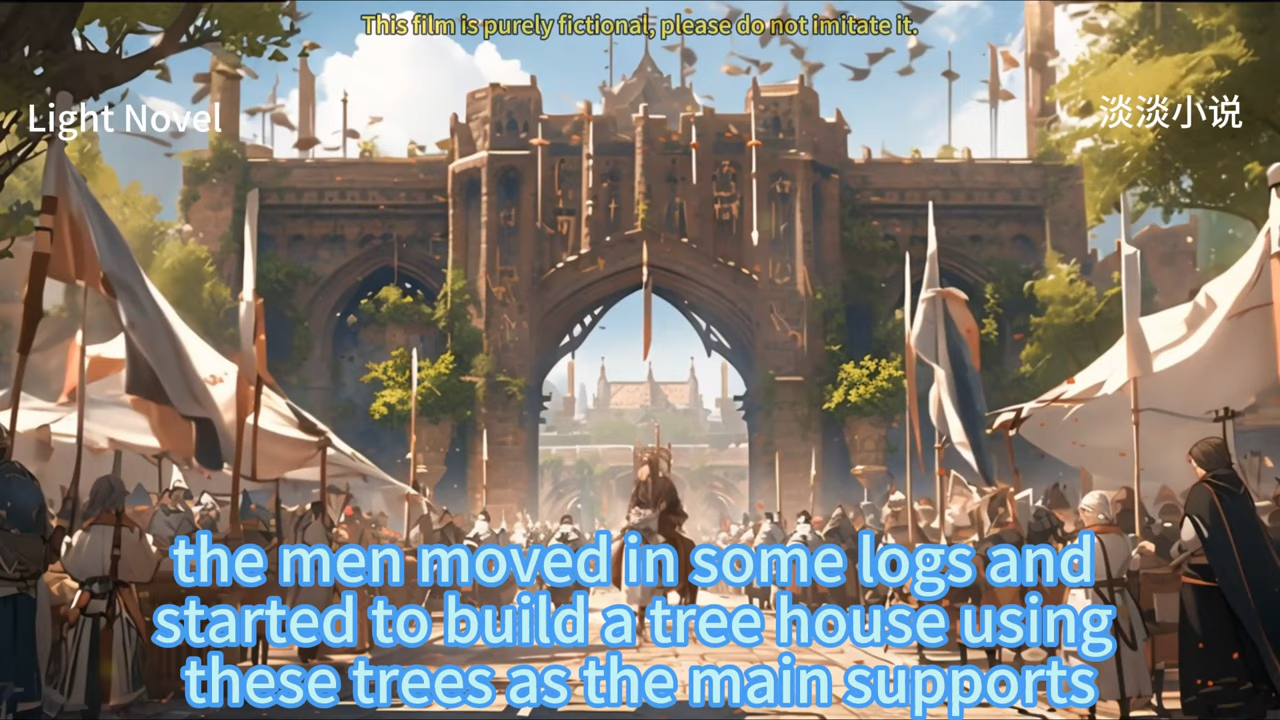 This film is purely fictional, please do not imitate it.
Light Novel
淡淡小说
the men moved in some logs and
started to build a tree house using
these trees as the main supports